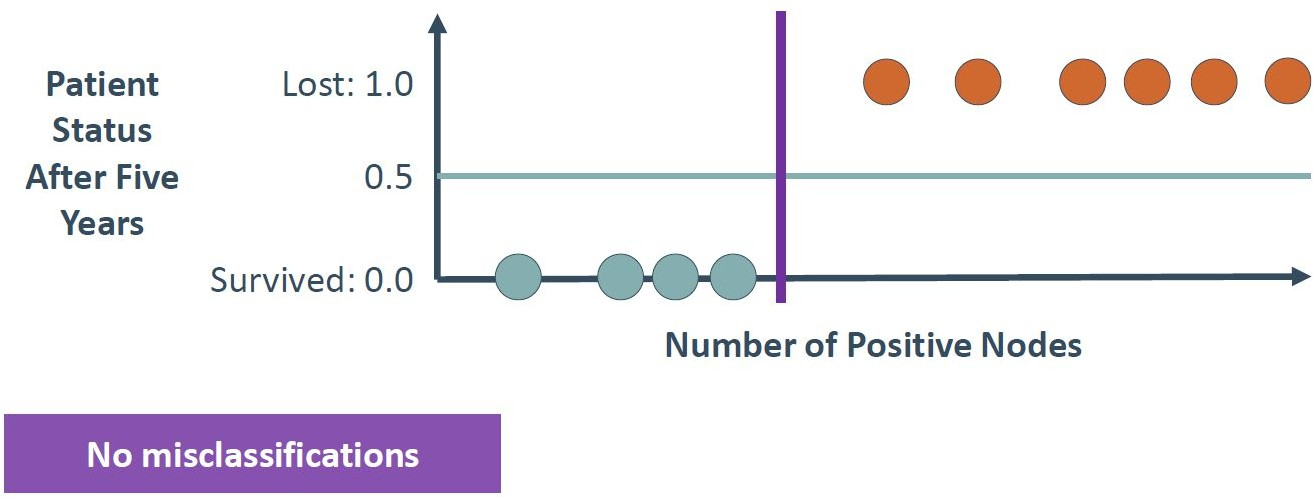 Patient
Status
After Five
Years
Lost: 1.0
0.5
Survived: 0.0
Number of Positive Nodes
No misclassifications